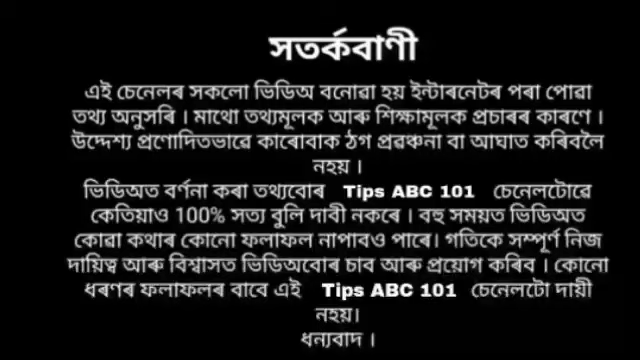 সতৰ্কবাণী
এই চেনেলৰ সকলো ভিডিঅ বনোৱা হয় ইন্টাৰনেটৰ পৰা পোৱা
তথ্য অনুসৰি । মাথো তথ্যমূলক আৰু শিক্ষামূলক প্ৰচাৰৰ কাৰণে ।
উদ্দেশ্য প্ৰণোদিতভাৱে কাৰোবাক ঠগ প্ৰৱঞ্চনা বা আঘাত কৰিবলৈ
নহয় ।
ভিডিঅত বৰ্ণনা কৰা তথ্যবোৰ Tips ABC 101 চেনেলটোৱে
কেতিয়াও 100% সত্য বুলি দাবী নকৰে । বহু সময়ত ভিডিঅত
কোৱা কথাৰ কোনো ফলাফল নাপাবও পাৰে। গতিকে সম্পূৰ্ণ নিজ
দায়িত্ব আৰু বিশ্বাসত ভিডিঅবোৰ চাব আৰু প্ৰয়োগ কৰিব । কোনো
ধৰণৰ ফলাফলৰ বাবে এই Tips ABC 101 চেনেলটো দায়ী
নহয়।
ধন্যবাদ ।